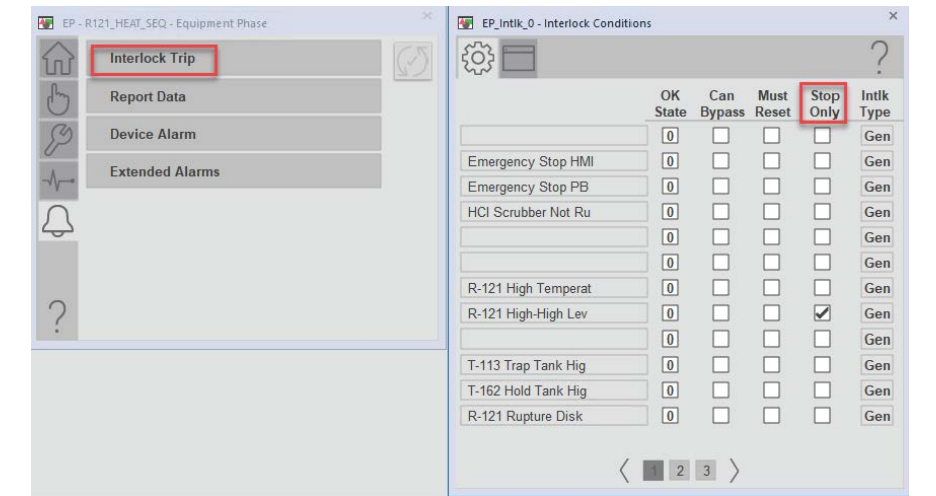 EP - R121_HEAT_SEQ - Equipment Phase
Interlock Trip
Report Data
Device Alarm
Extended Alarms
?
EP_Intlk_0 - Interlock Conditions
?
OK State Can Bypass Must Reset Stop Only Intlk Type
0 Gen
Emergency Stop HMI 0 Gen
Emergency Stop PB 0 Gen
HCI Scrubber Not Ru 0 Gen
0 Gen
0 Gen
R-121 High Temperat 0 Gen
R-121 High-High Lev 0 Gen
0 Gen
T-113 Trap Tank Hig 0 Gen
T-162 Hold Tank Hig 0 Gen
R-121 Rupture Disk 0 Gen
1 2 3